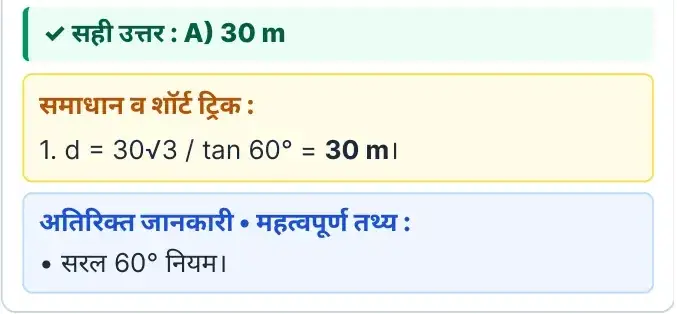 ✓ सही उत्तर : A) 30 m
समाधान व शॉर्ट ट्रिक :
1. d = 30√3 / tan 60° = 30 m।
अतिरिक्त जानकारी • महत्वपूर्ण तथ्य :
• सरल 60° नियम।